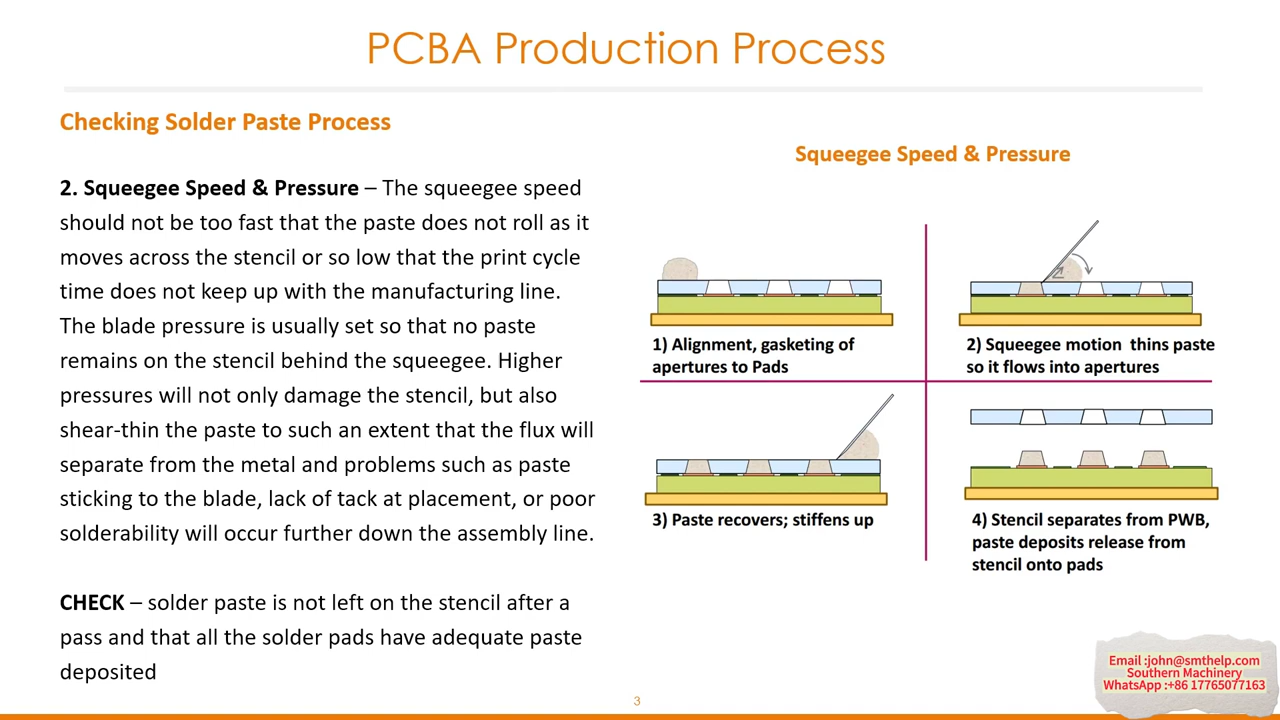 PCBA Production Process
Checking Solder Paste Process
2. Squeegee Speed & Pressure – The squeegee speed
should not be too fast that the paste does not roll as it
moves across the stencil or so low that the print cycle
time does not keep up with the manufacturing line.
The blade pressure is usually set so that no paste
remains on the stencil behind the squeegee. Higher
pressures will not only damage the stencil, but also
shear-thin the paste to such an extent that the flux will
separate from the metal and problems such as paste
sticking to the blade, lack of tack at placement, or poor
solderability will occur further down the assembly line.
CHECK – solder paste is not left on the stencil after a
pass and that all the solder pads have adequate paste
deposited
Squeegee Speed & Pressure
1) Alignment, gasketing of
apertures to Pads
2) Squeegee motion thins paste
so it flows into apertures
3) Paste recovers; stiffens up
4) Stencil separates from PWB,
paste deposits release from
stencil onto pads
3
Email :john@smthelp.com
Southern Machinery
WhatsApp :+86 17765077163